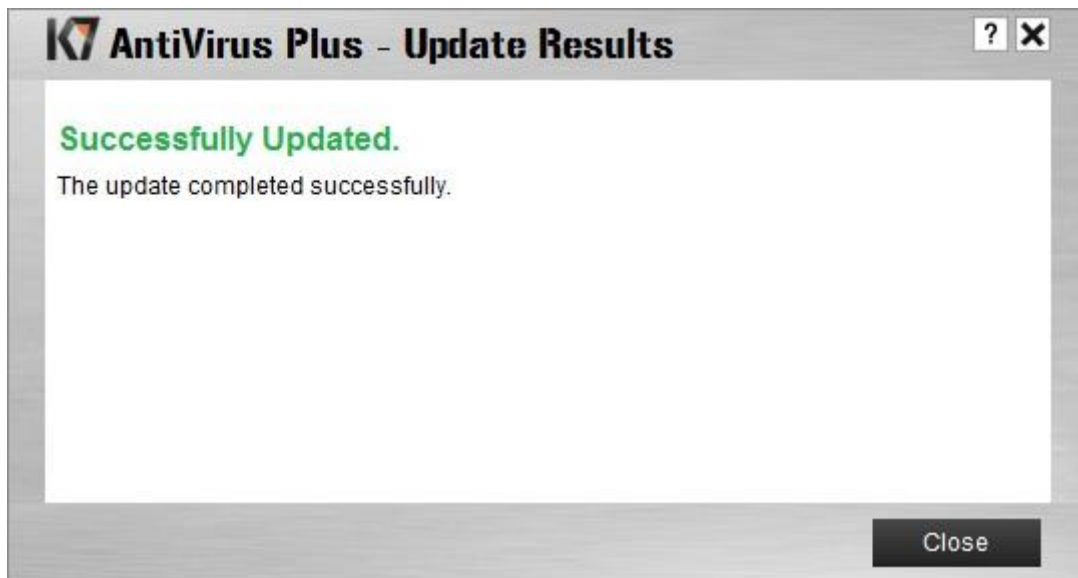 K7 AntiVirus Plus - Update Results
?
Successfully Updated.
The update completed successfully.
Close